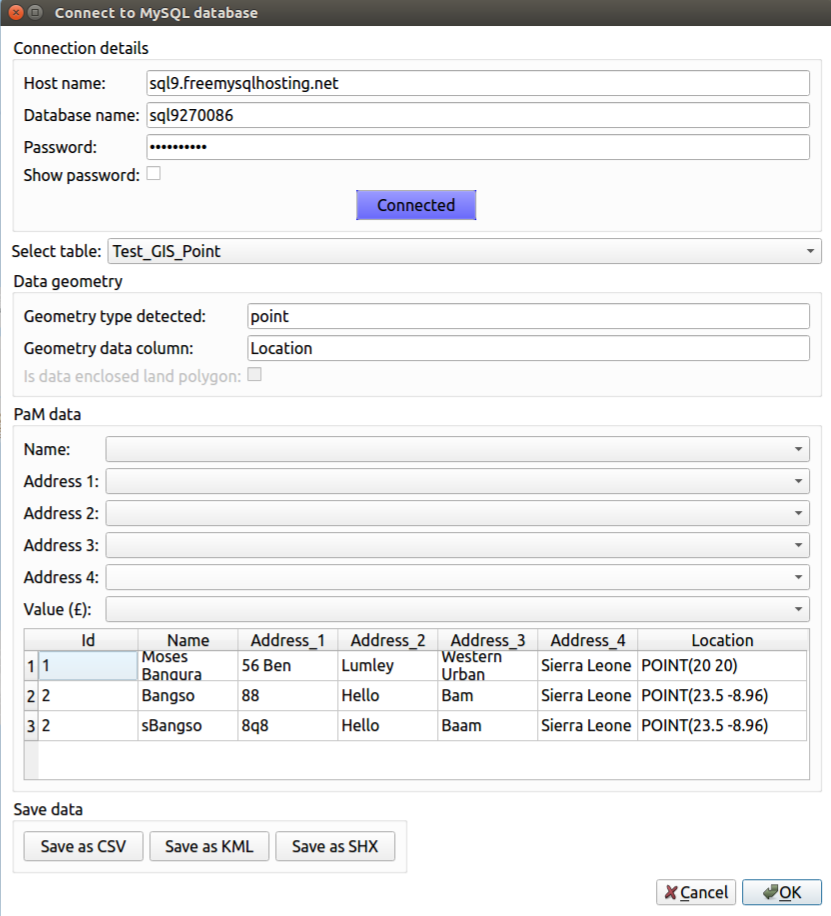 Connect to MySQL database
Connection details
Host name: sql9.freemysqlhosting.net
Database name: sql9270086
Password: ••••••••••
Show password:
Connected
Select table: Test_GIS_Point
Data geometry
Geometry type detected: point
Geometry data column: Location
Is data enclosed land polygon:
PaM data
Name:
Address 1:
Address 2:
Address 3:
Address 4:
Value (£):
Id Name Address_1 Address_2 Address_3 Address_4 Location
1 1 Moses Bangura 56 Ben Lumley Western Urban Sierra Leone POINT(20 20)
2 2 Bangso 88 Hello Bam Sierra Leone POINT(23.5 -8.96)
3 2 sBangso 8q8 Hello Baam Sierra Leone POINT(23.5 -8.96)
Save data
Save as CSV Save as KML Save as SHX
Cancel OK